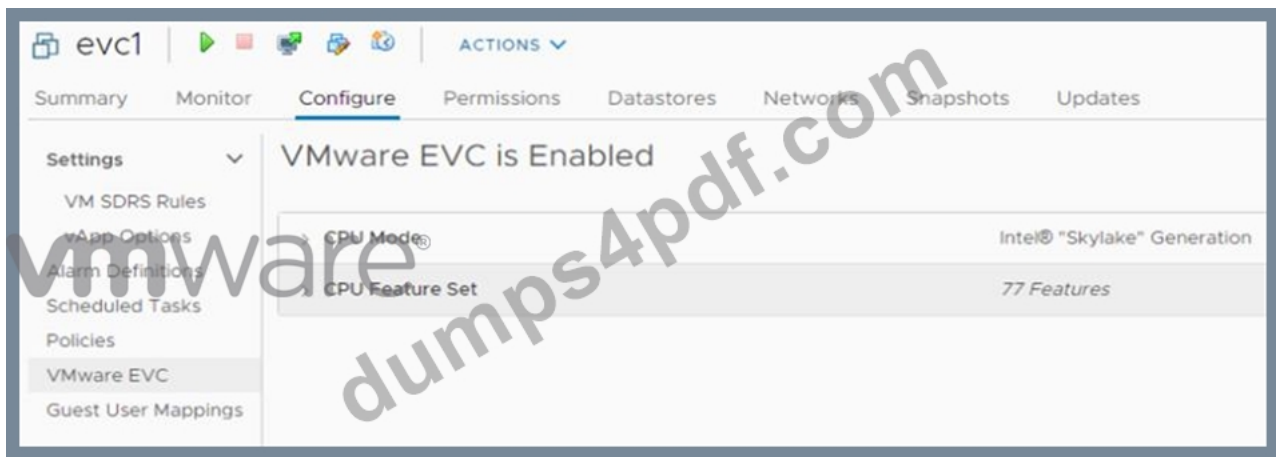 evc1 ACTIONS
Summary Monitor Configure Permissions Datastores Networks Snapshots Updates
Settings
VM SDRS Rules
vApp Options
Alarm Definitions
Scheduled Tasks
Policies
VMware EVC
Guest User Mappings
VMware EVC is Enabled
CPU Mode Intel® "Skylake" Generation
CPU Feature Set 77 Features
vmware®
dumps4pdf.com